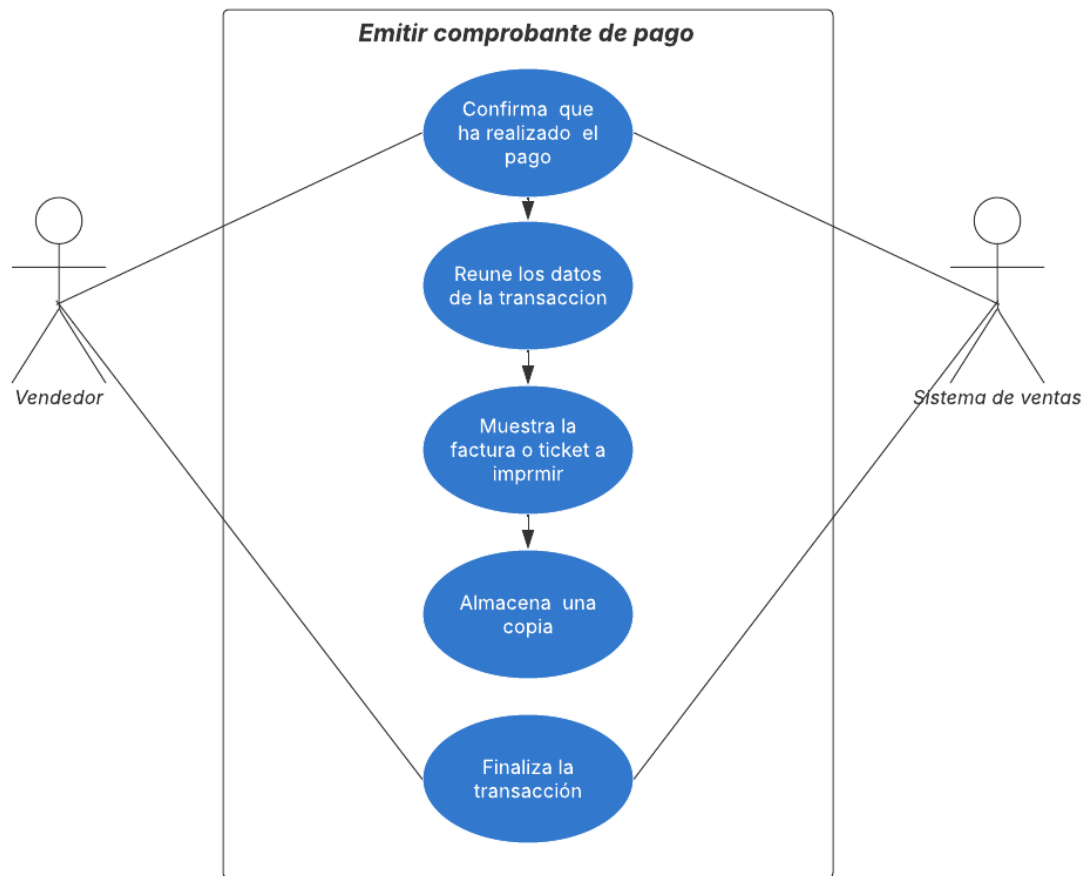 Emitir comprobante de pago
Confirma que
ha realizado el
pago
Reune los datos
de la transaccion
Vendedor
Sistema de ventas
Muestra la
factura o ticket a
imprmir
Almacena una
copia
Finaliza la
transacción